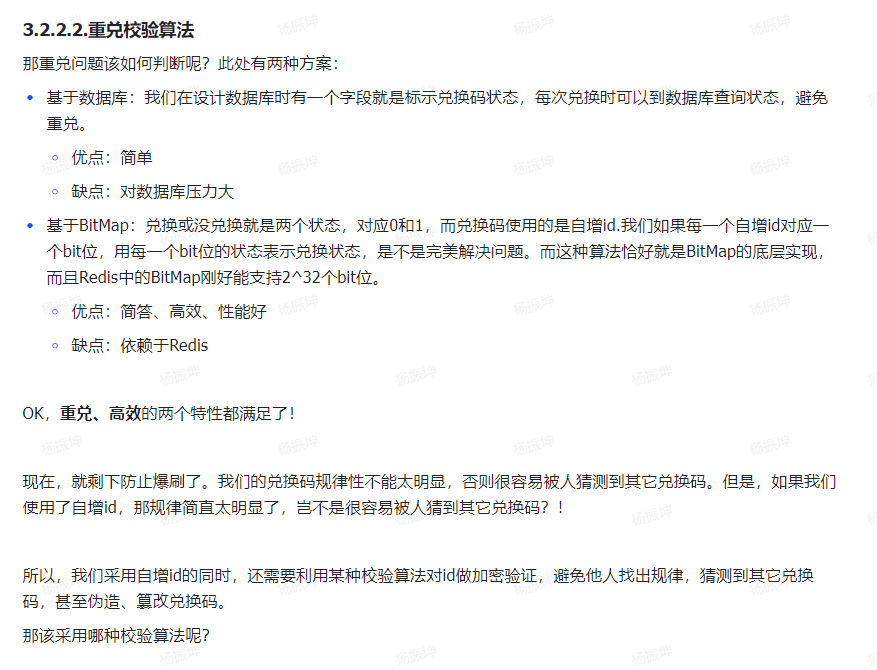 3.2.2.2.重兑校验算法
那重兑问题该如何判断呢？此处有两种方案：
基于数据库：我们在设计数据库时有一个字段就是标示兑换码状态，每次兑换时可以到数据库查询状态，避免
重兑。
优点：简单
缺点：对数据库压力大
基于BitMap：兑换或没兑换就是两个状态，对应0和1，而兑换码使用的是自增id.我们如果每一个自增id对应一
个bit位，用每一个bit位的状态表示兑换状态，是不是完美解决问题。而这种算法恰好就是BitMap的底层实现，
而且Redis中的BitMap刚好能支持2^32个bit位。
优点：简答、高效、性能好
缺点：依赖于Redis
OK，重兑、高效的两个特性都满足了！
现在，就剩下防止爆刷了。我们的兑换码规律性不能太明显，否则很容易被人猜测到其它兑换码。但是，如果我们
使用了自增id，那规律简直太明显了，岂不是很容易被人猜到其它兑换码？！
所以，我们采用自增id的同时，还需要利用某种校验算法对id做加密验证，避免他人找出规律，猜测到其它兑换
码，甚至伪造、篡改兑换码。
那该采用哪种校验算法呢？
杨振坤